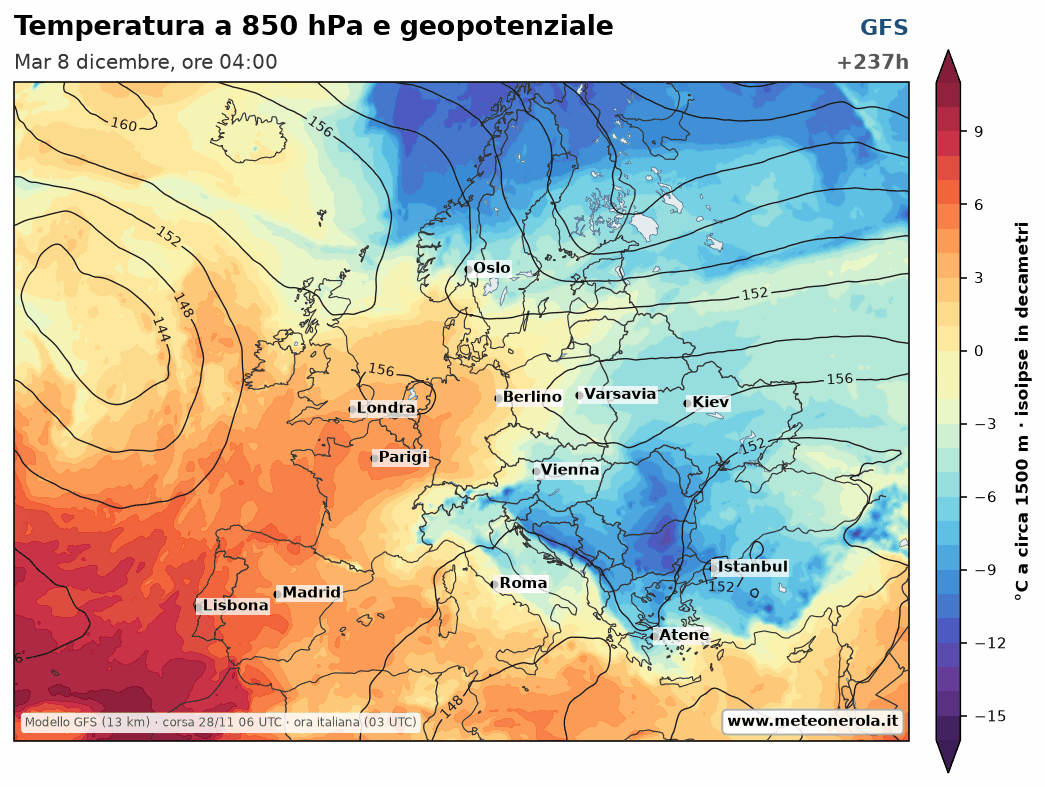 Temperatura a 850 hPa e geopotenziale
GFS
Mar 8 dicembre, ore 04:00
+237h
160
156
152
148
144
Oslo
152
156
156
Londra
Berlino
Varsavia
Kiev
152
Parigi
Vienna
Istanbul
152
Roma
Madrid
Lisbona
Atene
6
148
Modello GFS (13 km) · corsa 28/11 06 UTC · ora italiana (03 UTC)
www.meteonerola.it
9
6
3
0
−3
−6
−9
−12
−15
°C a circa 1500 m · isoipse in decametri